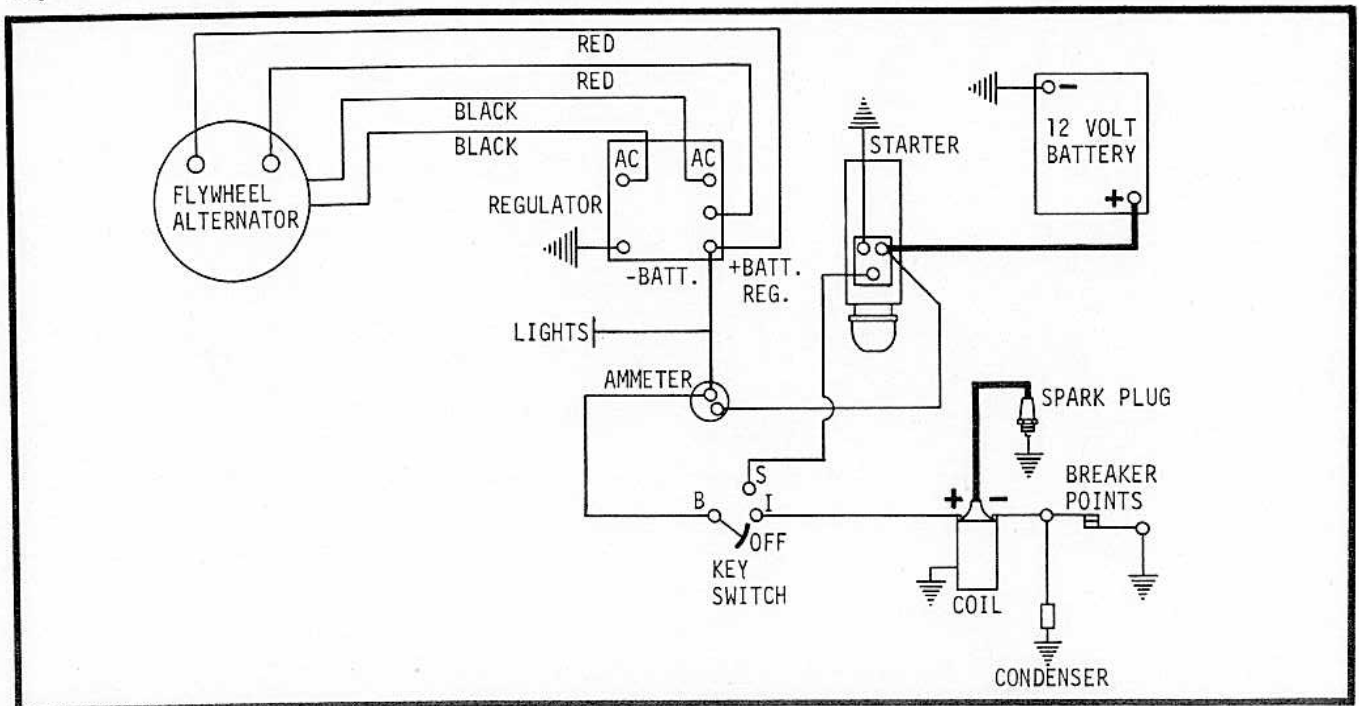 RED
RED
BLACK
BLACK
FLYWHEEL
ALTERNATOR
AC
AC
REGULATOR
-BATT.
+BATT.
REG.
STARTER
-
12 VOLT
BATTERY
+
LIGHTS
AMMETER
SPARK PLUG
S
B
I
OFF
KEY
SWITCH
+
-
COIL
BREAKER
POINTS
CONDENSER